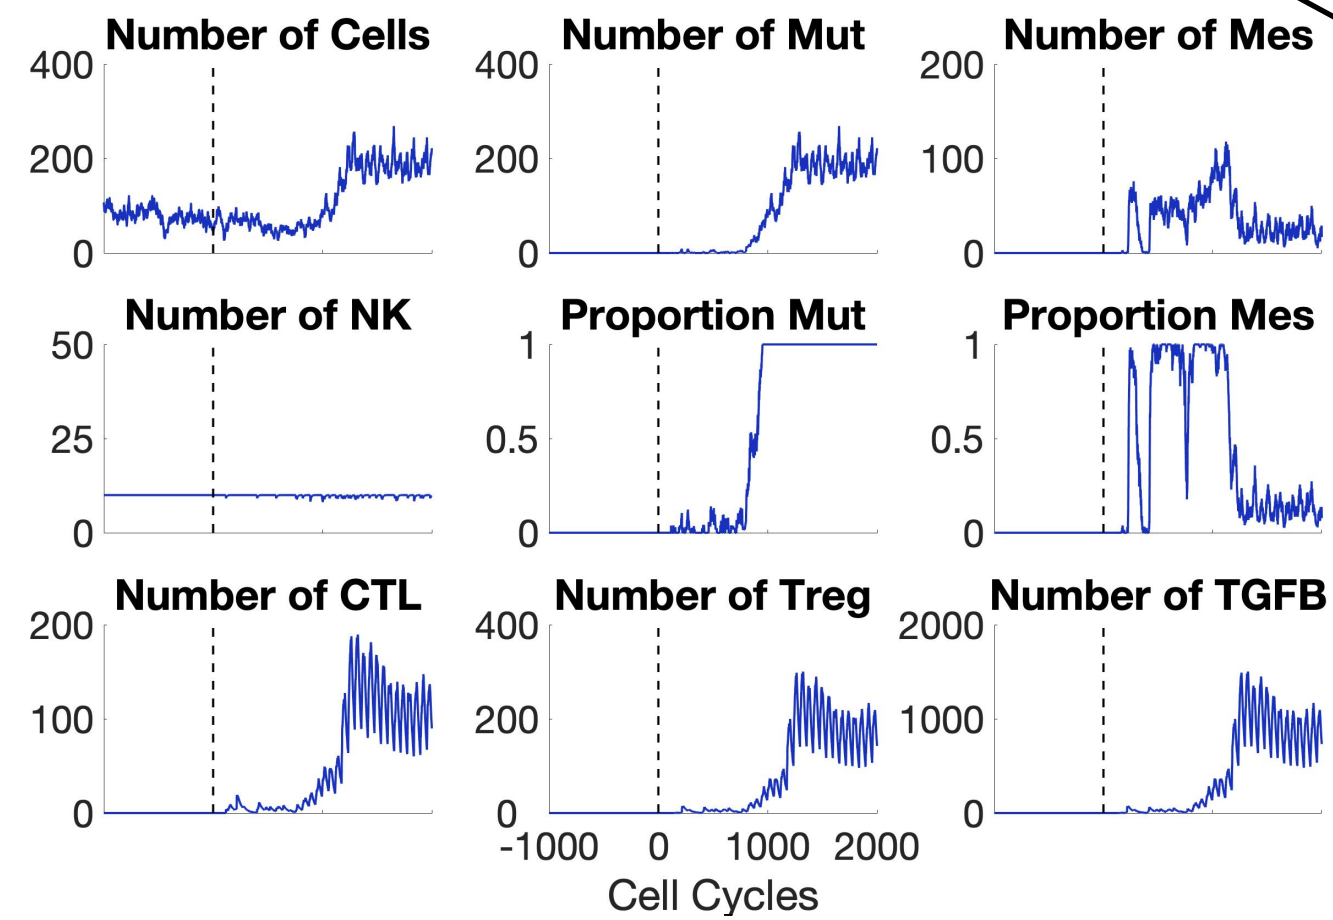 Number of Cells Number of Mut Number of Mes
400 400 200
200 200 100
0 0 0
Number of NK Proportion Mut Proportion Mes
50 1 1
25 0.5 0.5
0 0 0
Number of CTL Number of Treg Number of TGFB
200 400 2000
100 200 1000
0 0 0
-1000 0 1000 2000
Cell Cycles